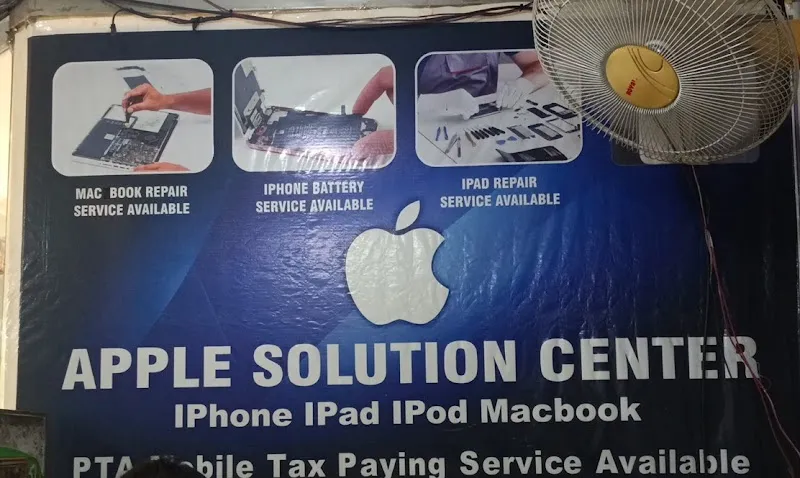 MAC BOOK REPAIR
SERVICE AVAILABLE
IPHONE BATTERY
SERVICE AVAILABLE
IPAD REPAIR
SERVICE AVAILABLE
APPLE SOLUTION CENTER
IPhone IPad IPod Macbook
PTA Mobile Tax Paying Service Available